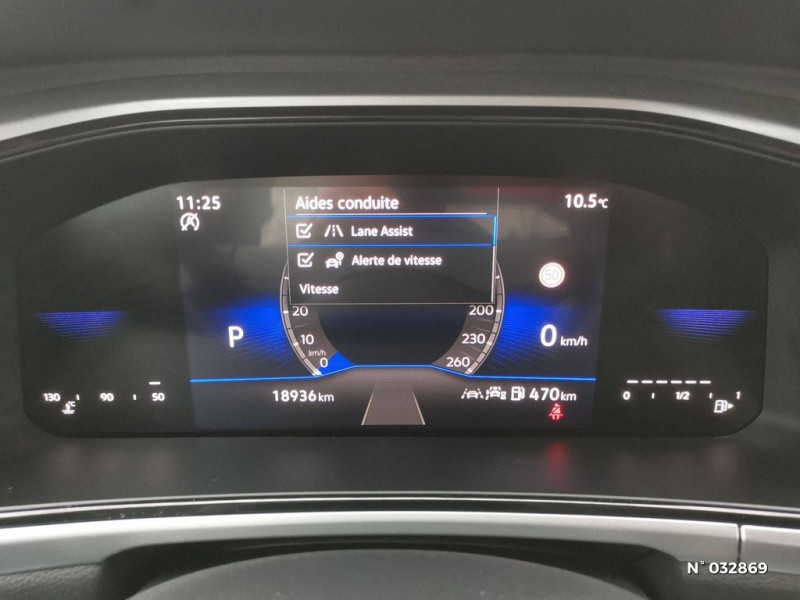 11:25
Aides conduite
10.5°C
Lane Assist
Alerte de vitesse
50
Vitesse
20
200
P
10
230
0 km/h
km/h
0
260
130 90 50
°C
18936 km
470 km
0 1/2 1
N° 032869